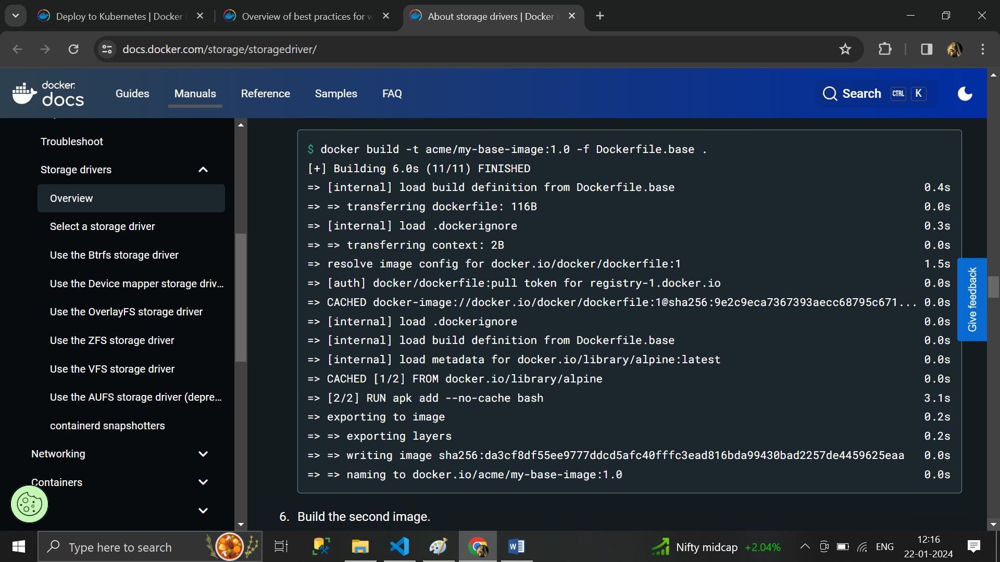 Deploy to Kubernetes | Docker
Overview of best practices for w
About storage drivers | Docker
docs.docker.com/storage/storagedriver/
docker
docs
Guides
Manuals
Reference
Samples
FAQ
Search
CTRL
K
Troubleshoot
Storage drivers
Overview
Select a storage driver
Use the Btrfs storage driver
Use the Device mapper storage driv...
Use the OverlayFS storage driver
Use the ZFS storage driver
Use the VFS storage driver
Use the AUFS storage driver (depre...
containerd snapshotters
Networking
Containers
$ docker build -t acme/my-base-image:1.0 -f Dockerfile.base .
[+] Building 6.0s (11/11) FINISHED
=> [internal] load build definition from Dockerfile.base 0.4s
=> => transferring dockerfile: 116B 0.0s
=> [internal] load .dockerignore 0.3s
=> => transferring context: 2B 0.0s
=> resolve image config for docker.io/docker/dockerfile:1 1.5s
=> [auth] docker/dockerfile:pull token for registry-1.docker.io 0.0s
=> CACHED docker-image://docker.io/docker/dockerfile:1@sha256:9e2c9eca7367393aecc68795c671... 0.0s
=> [internal] load .dockerignore 0.0s
=> [internal] load build definition from Dockerfile.base 0.0s
=> [internal] load metadata for docker.io/library/alpine:latest 0.0s
=> CACHED [1/2] FROM docker.io/library/alpine 0.0s
=> [2/2] RUN apk add --no-cache bash 3.1s
=> exporting to image 0.2s
=> => exporting layers 0.2s
=> => writing image sha256:da3cf8df55ee9777ddcd5afc40fffc3ead816bda99430bad2257de4459625eaa 0.0s
=> => naming to docker.io/acme/my-base-image:1.0 0.0s
6. Build the second image.
Give feedback
Type here to search
Nifty midcap +2.04%
ENG
12:16
22-01-2024